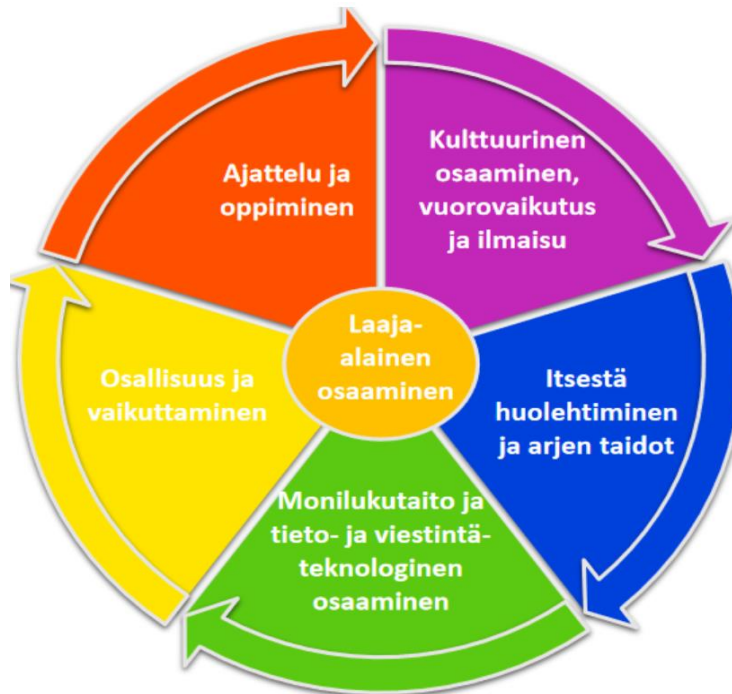 Ajattelu ja
oppiminen
Kulttuurinen
osaaminen,
vuorovaikutus
ja ilmaisu
Laaja-
alainen
osaaminen
Osallisuus ja
vaikuttaminen
Itsestä
huolehtiminen
ja arjen taidot
Monilukutaito ja
tieto- ja viestintä-
teknologinen
osaaminen